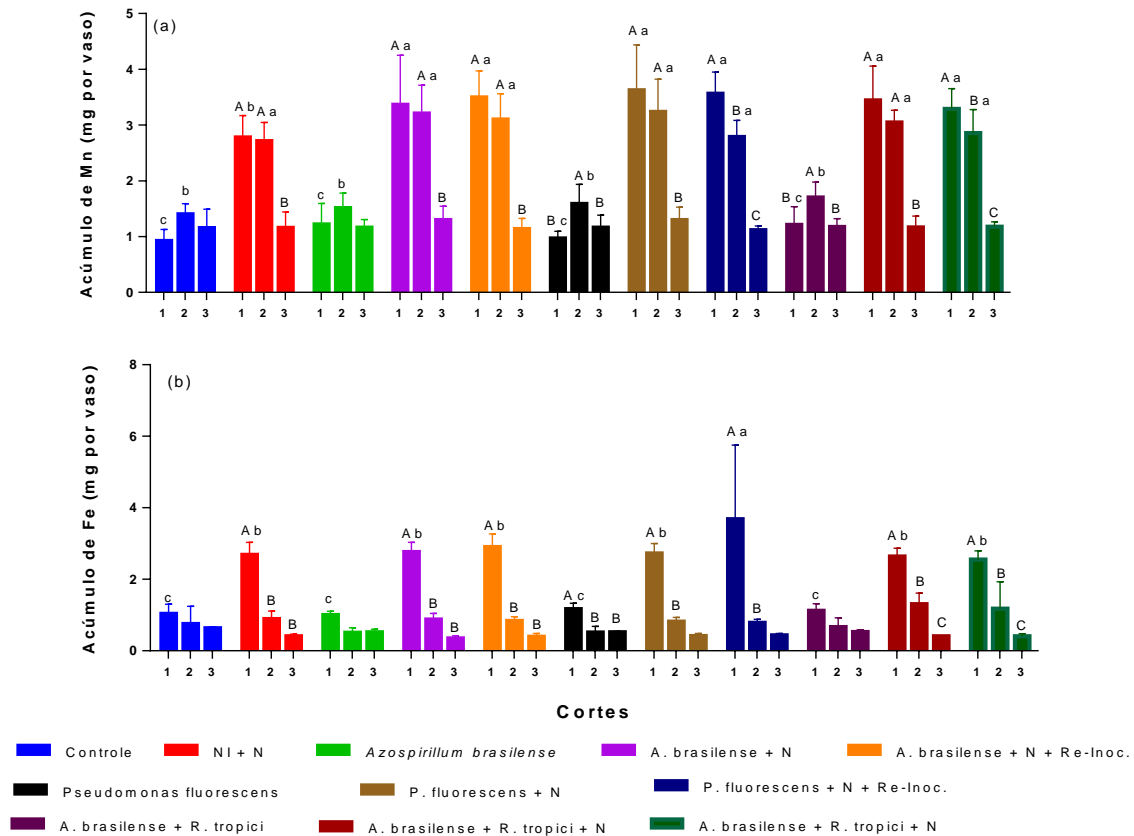 (a)
Acúmulo de Mn (mg por vaso)
5
4
3
2
1
0
c b
A b A a B
c b
A a A a B
A a A a B
B c A b B
A a A a B
A a B a C
B c A b B
A a A a B
A a B a C
1 2 3 1 2 3 1 2 3 1 2 3 1 2 3 1 2 3 1 2 3 1 2 3 1 2 3 1 2 3 1 2 3
(b)
Acúmulo de Fe (mg por vaso)
8
6
4
2
0
c
A b B B
c
A b B B
A b B B
A c B B
A b B
A a B
c
A b B C
A b B C
1 2 3 1 2 3 1 2 3 1 2 3 1 2 3 1 2 3 1 2 3 1 2 3 1 2 3 1 2 3 1 2 3
Cortes
Controle NI + N Azospirillum brasilense A. brasilense + N A. brasilense + N + Re-Inoc.
Pseudomonas fluorescens P. fluorescens + N P. fluorescens + N + Re-Inoc.
A. brasilense + R. tropici A. brasilense + R. tropici + N A. brasilense + R. tropici + N